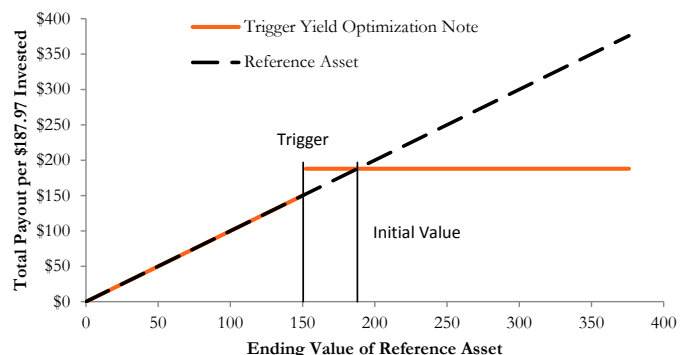 $400
$350
$300
$250
$200
$150
$100
$50
$0
Total Payout per $187.97 Invested
Trigger Yield Optimization Note
Reference Asset
Trigger
Initial Value
0 50 100 150 200 250 300 350 400
Ending Value of Reference Asset